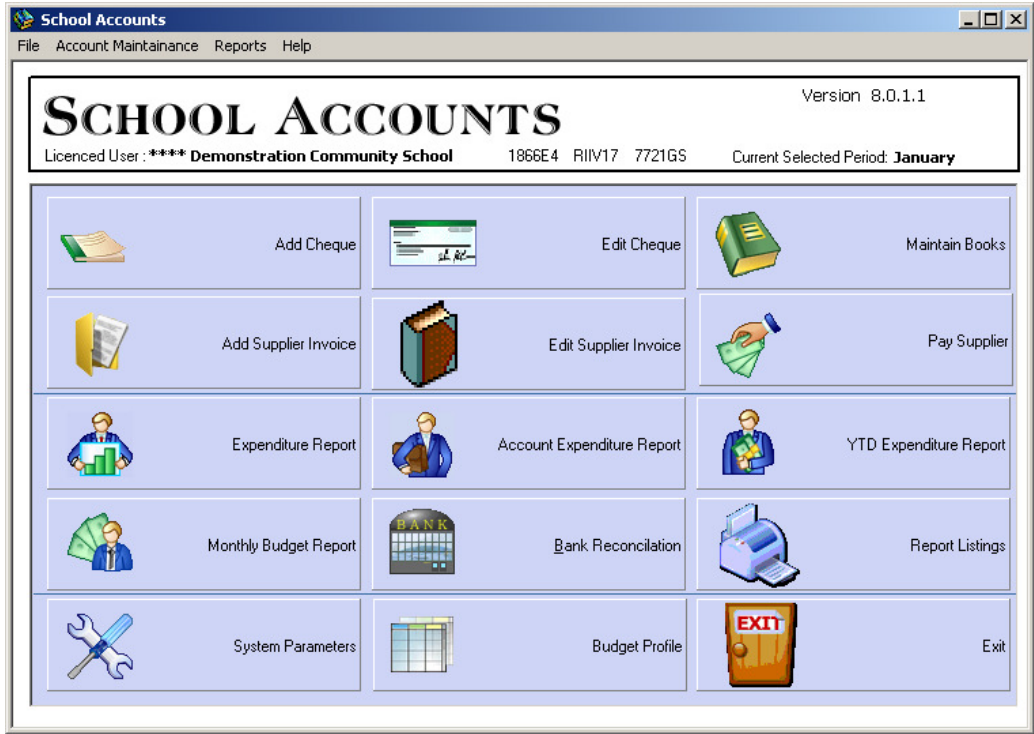 School Accounts
File Account Maintainance Reports Help
Version 8.0.1.1
SCHOOL ACCOUNTS
Licenced User : **** Demonstration Community School 1866E4 RIIV17 7721GS Current Selected Period: January
Add Cheque Edit Cheque Maintain Books
Add Supplier Invoice Edit Supplier Invoice Pay Supplier
Expenditure Report Account Expenditure Report YTD Expenditure Report
BANK
Monthly Budget Report Bank Reconcilation Report Listings
EXIT
System Parameters Budget Profile Exit